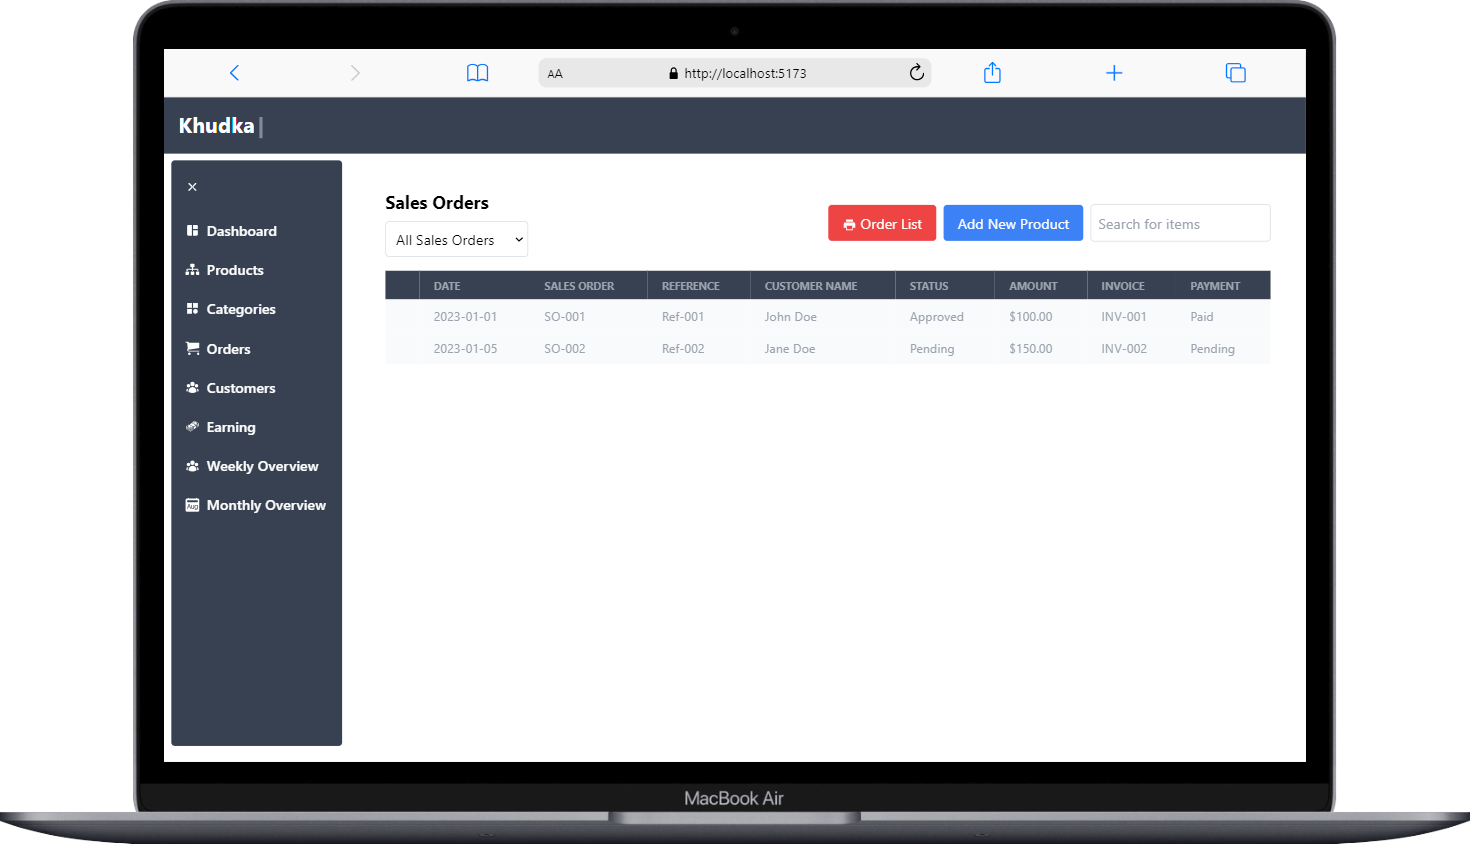 AA http://localhost:5173
Khudka|
Dashboard
Products
Categories
Orders
Customers
Earning
Weekly Overview
Aug Monthly Overview
Sales Orders
All Sales Orders
Order List Add New Product Search for items
DATE SALES ORDER REFERENCE CUSTOMER NAME STATUS AMOUNT INVOICE PAYMENT
2023-01-01 SO-001 Ref-001 John Doe Approved $100.00 INV-001 Paid
2023-01-05 SO-002 Ref-002 Jane Doe Pending $150.00 INV-002 Pending
MacBook Air